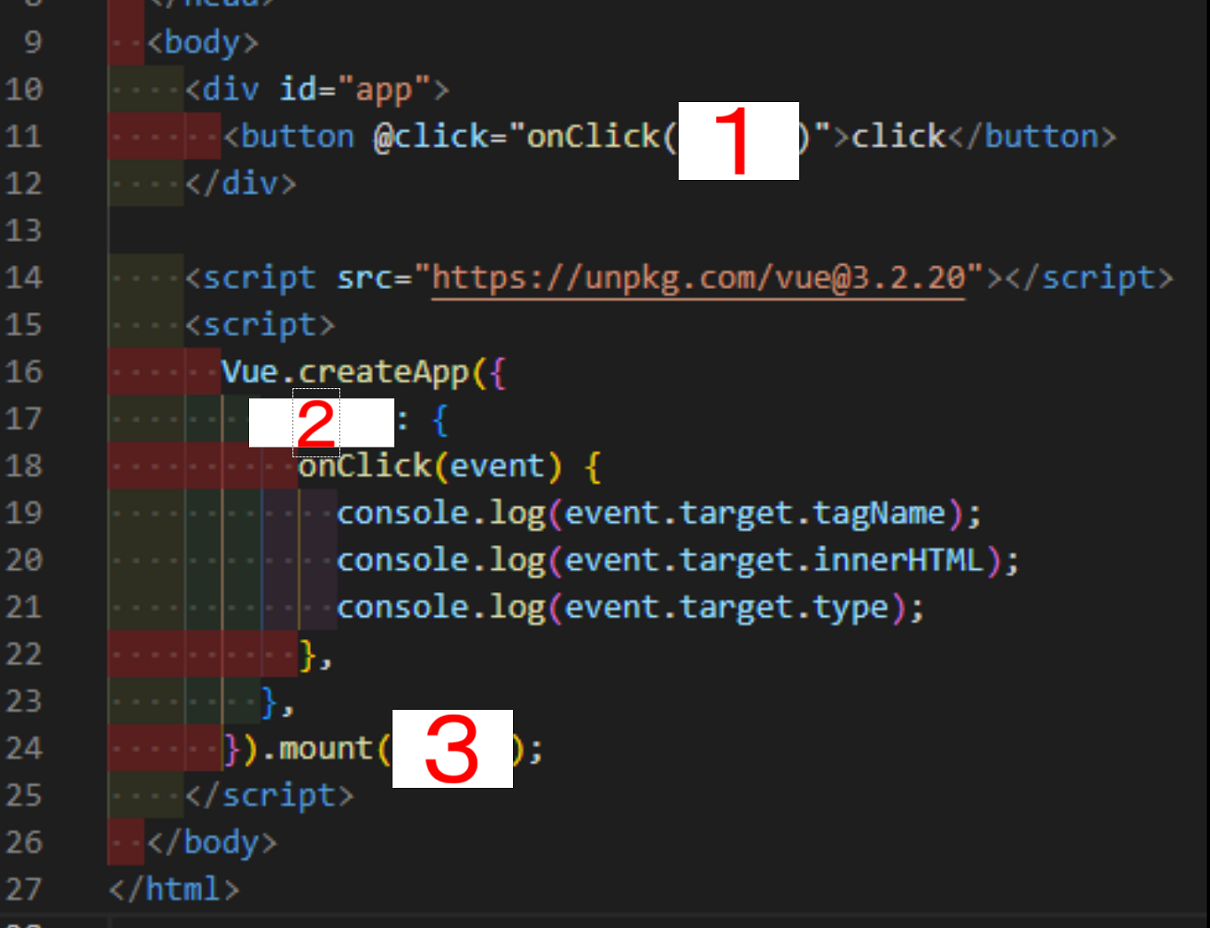 9 <body>
10 <div id="app">
11 <button @click="onClick(1)">click</button>
12 </div>
13
14 <script src="https://unpkg.com/vue@3.2.20"></script>
15 <script>
16 Vue.createApp({
17 2: {
18 onClick(event) {
19 console.log(event.target.tagName);
20 console.log(event.target.innerHTML);
21 console.log(event.target.type);
22 },
23 },
24 }).mount(3);
25 </script>
26 </body>
27 </html>